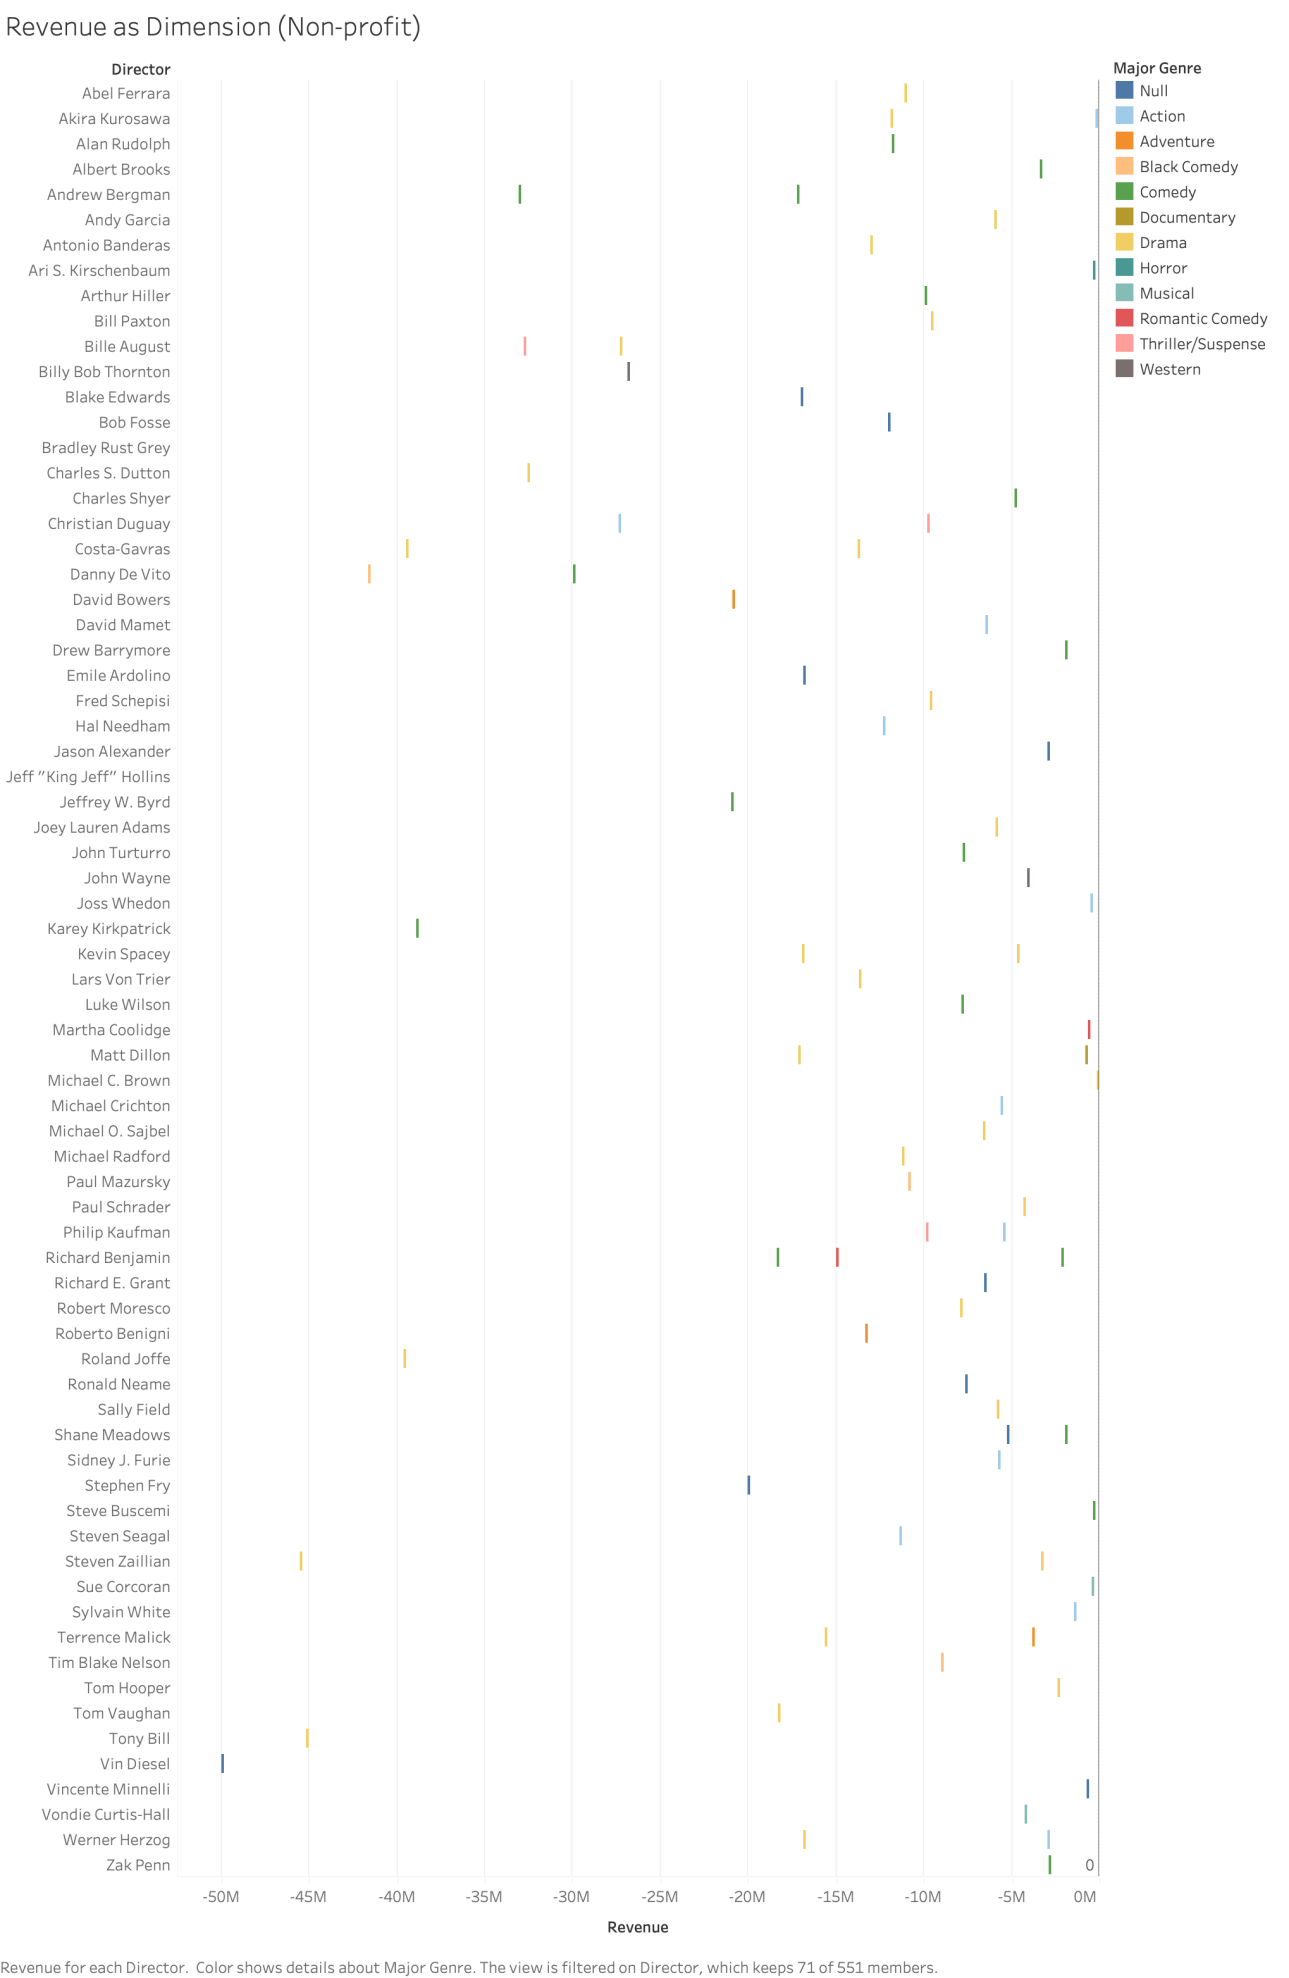 Revenue as Dimension (Non-profit)
Director
Major Genre
Abel Ferrara
Akira Kurosawa
Alan Rudolph
Albert Brooks
Andrew Bergman
Andy Garcia
Antonio Banderas
Ari S. Kirschenbaum
Arthur Hiller
Bill Paxton
Bille August
Billy Bob Thornton
Blake Edwards
Bob Fosse
Bradley Rust Grey
Charles S. Dutton
Charles Shyer
Christian Duguay
Costa-Gavras
Danny De Vito
David Bowers
David Mamet
Drew Barrymore
Emile Ardolino
Fred Schepisi
Hal Needham
Jason Alexander
Jeff "King Jeff" Hollins
Jeffrey W. Byrd
Joey Lauren Adams
John Turturro
John Wayne
Joss Whedon
Karey Kirkpatrick
Kevin Spacey
Lars Von Trier
Luke Wilson
Martha Coolidge
Matt Dillon
Michael C. Brown
Michael Crichton
Michael O. Sajbel
Michael Radford
Paul Mazursky
Paul Schrader
Philip Kaufman
Richard Benjamin
Richard E. Grant
Robert Moresco
Roberto Benigni
Roland Joffe
Ronald Neame
Sally Field
Shane Meadows
Sidney J. Furie
Stephen Fry
Steve Buscemi
Steven Seagal
Steven Zaillian
Sue Corcoran
Sylvain White
Terrence Malick
Tim Blake Nelson
Tom Hooper
Tom Vaughan
Tony Bill
Vin Diesel
Vincente Minnelli
Vondie Curtis-Hall
Werner Herzog
Zak Penn
Null
Action
Adventure
Black Comedy
Comedy
Documentary
Drama
Horror
Musical
Romantic Comedy
Thriller/Suspense
Western
0
-50M -45M -40M -35M -30M -25M -20M -15M -10M -5M 0M
Revenue
Revenue for each Director. Color shows details about Major Genre. The view is filtered on Director, which keeps 71 of 551 members.